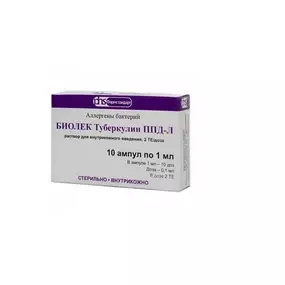 Фармстандарт
Аллергены бактерий
БИОЛЕК Туберкулин ППД-Л
раствор для внутрикожного введения, 2 ТЕ/доза
10 ампул по 1 мл
В ампуле 1 мл – 10 доз
Доза – 0,1 мл
В дозе 2 ТЕ
СТЕРИЛЬНО • ВНУТРИКОЖНО